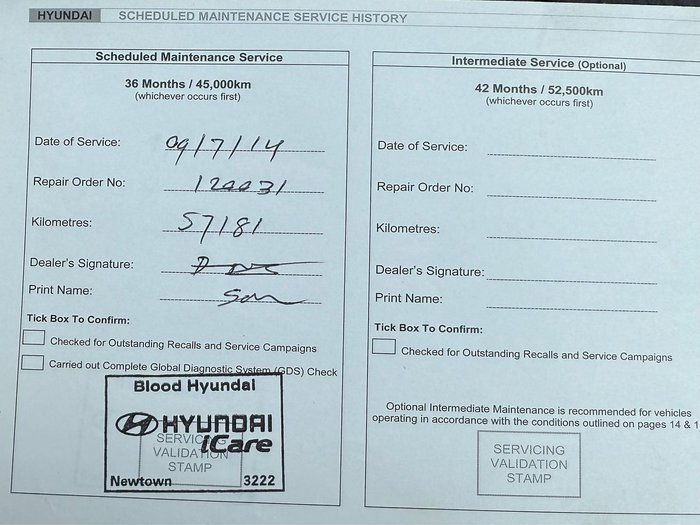 HYUNDAI SCHEDULED MAINTENANCE SERVICE HISTORY
Scheduled Maintenance Service
36 Months / 45,000km
(whichever occurs first)
Date of Service: 09/7/14
Repair Order No:
Kilometres: 57181
Dealer's Signature:
Print Name:
Tick Box To Confirm:
Checked for Outstanding Recalls and Service Campaigns
Carried out Complete Global Diagnostic System (GDS) Check
Blood Hyundai
HYUNDAI
iCare
SERVICING
VALIDATION
STAMP
Newtown 3222
Intermediate Service (Optional)
42 Months / 52,500km
(whichever occurs first)
Date of Service:
Repair Order No:
Kilometres:
Dealer's Signature:
Print Name:
Tick Box To Confirm:
Checked for Outstanding Recalls and Service Campaigns
Optional Intermediate Maintenance is recommended for vehicles
operating in accordance with the conditions outlined on pages 14 & 1
SERVICING
VALIDATION
STAMP